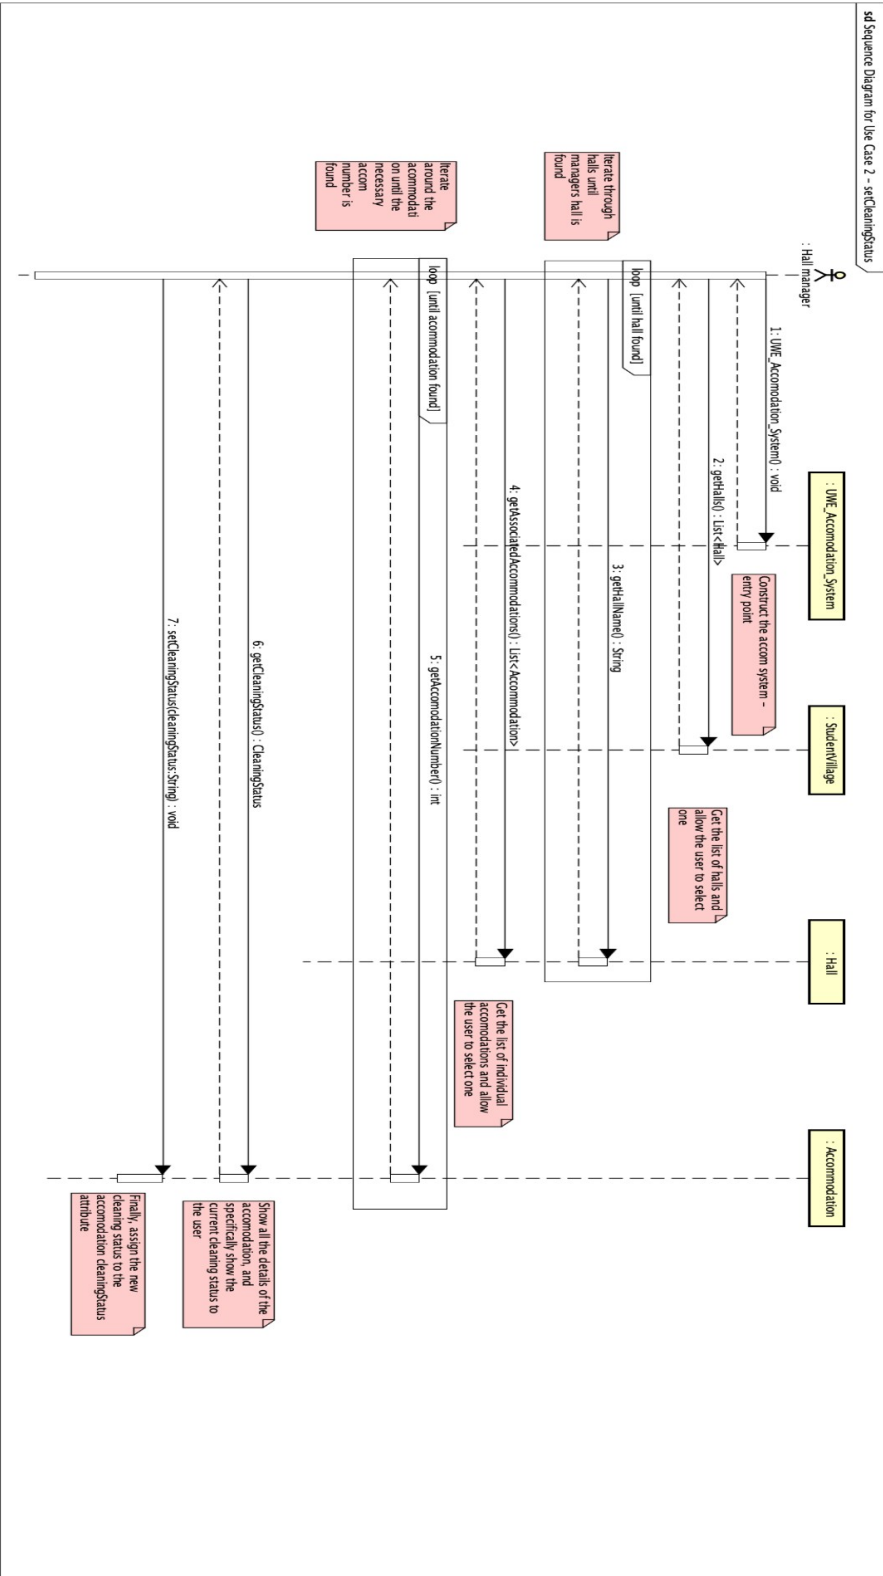 sd Sequence Diagram for Use Case 2 - setCleaningStatus
: Hall manager
: UWE_Accomodation_System
: StudentVillage
: Hall
: Accommodation
1: UWE_Accomodation_System() : void
Construct the accom system -
entry point
2: getHalls() : List<Hall>
Get the list of halls and
allow the user to select
one
loop [until hall found]
Iterate through
halls until
managers hall is
found
3: getHallName() : String
4: getAssociatedAccommodations() : List<Accommodation>
Get the list of individual
accomodations and allow
the user to select one
loop [until acommodation found]
Iterate
around the
acommodati
on until the
necessary
accom
number is
found
5: getAccomodationNumber() : int
6: getCleaningStatus() : CleaningStatus
Show all the details of the
accomodation, and
specifically show the
current cleaning status to
the user
7: setCleaningStatus(cleaningStatus:String) : void
Finally, assign the new
cleaning status to the
accomodation cleaningStatus
attribute